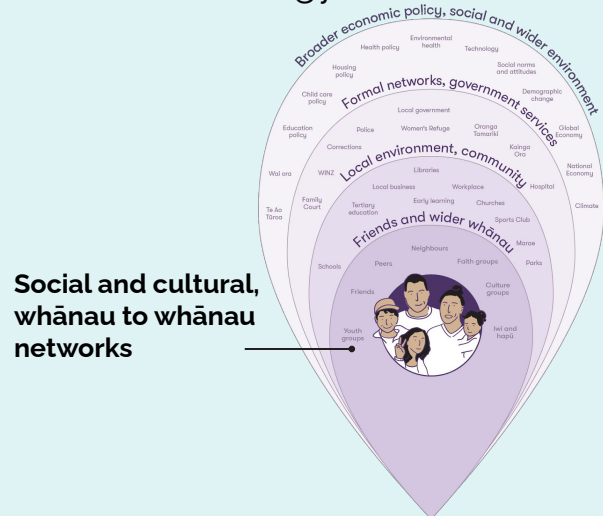 Broader economic policy, social and wider environment
Environmental
health
Health policy
Technology
Housing
policy
Social norms
and attitudes
Child care
policy
Demographic
change
Education
policy
Global
Economy
National
Economy
Wai ora
Te Ao
Tūroa
Climate
Formal networks, government services
Local government
Police
Women's Refuge
Oranga
Tamariki
Corrections
Kainga
Ora
WINZ
Hospital
Family
Court
Local environment, community
Libraries
Local business
Workplace
Tertiary
education
Early learning
Churches
Sports Club
Marae
Schools
Parks
Friends and wider whānau
Neighbours
Peers
Faith groups
Friends
Culture
groups
Youth
groups
Iwi and
hapū
Social and cultural,
whānau to whānau
networks